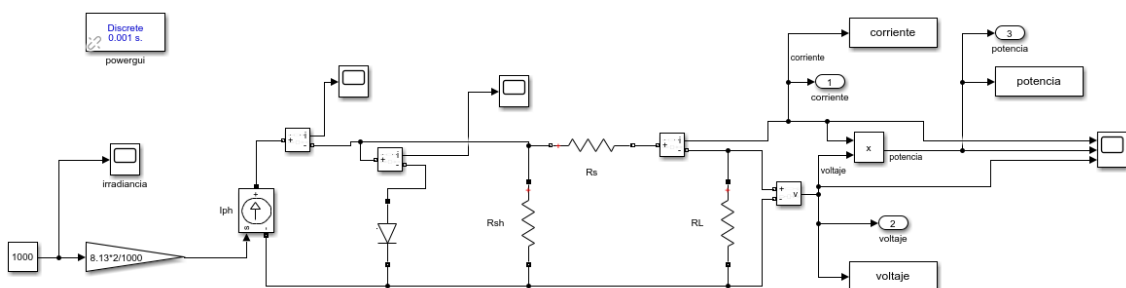 Discrete
0.001 s.
powergui
corriente
3
potencia
corriente
potencia
1
corriente
i
+
-
i
+
-
i
+
-
x
potencia
voltaje
irradiancia
Rs
Iph
+
s
-
Rsh
RL
+
-
v
2
voltaje
1000
8.13*2/1000
voltaje